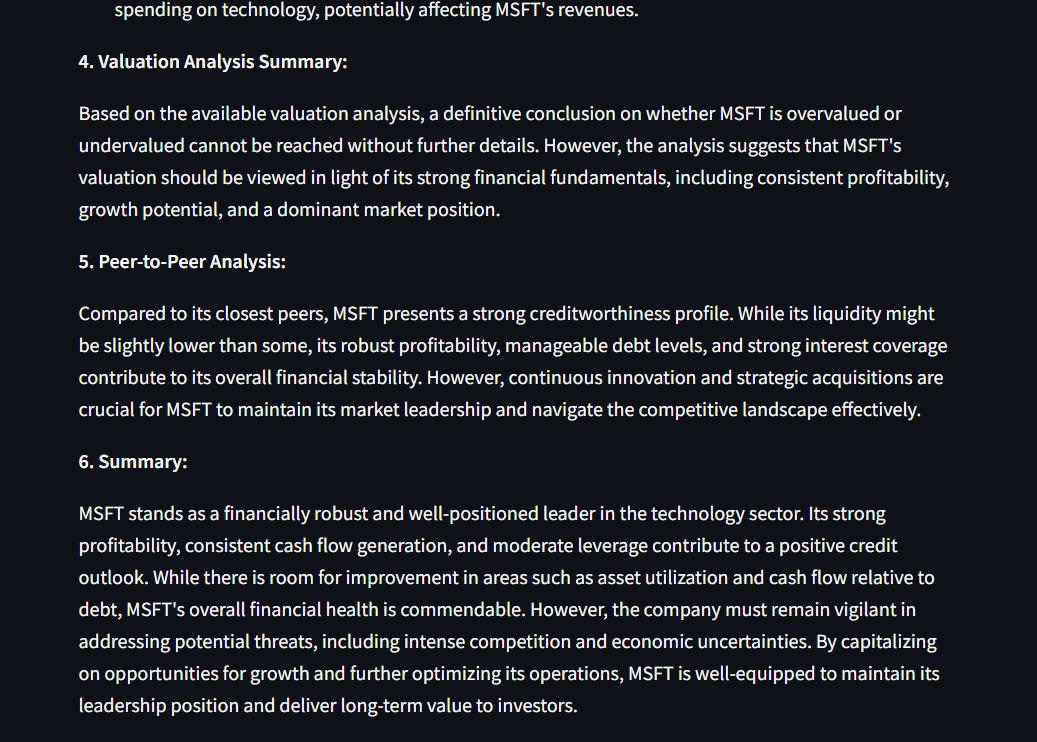 spending on technology, potentially affecting MSFT's revenues.
4. Valuation Analysis Summary:
Based on the available valuation analysis, a definitive conclusion on whether MSFT is overvalued or
undervalued cannot be reached without further details. However, the analysis suggests that MSFT's
valuation should be viewed in light of its strong financial fundamentals, including consistent profitability,
growth potential, and a dominant market position.
5. Peer-to-Peer Analysis:
Compared to its closest peers, MSFT presents a strong creditworthiness profile. While its liquidity might
be slightly lower than some, its robust profitability, manageable debt levels, and strong interest coverage
contribute to its overall financial stability. However, continuous innovation and strategic acquisitions are
crucial for MSFT to maintain its market leadership and navigate the competitive landscape effectively.
6. Summary:
MSFT stands as a financially robust and well-positioned leader in the technology sector. Its strong
profitability, consistent cash flow generation, and moderate leverage contribute to a positive credit
outlook. While there is room for improvement in areas such as asset utilization and cash flow relative to
debt, MSFT's overall financial health is commendable. However, the company must remain vigilant in
addressing potential threats, including intense competition and economic uncertainties. By capitalizing
on opportunities for growth and further optimizing its operations, MSFT is well-equipped to maintain its
leadership position and deliver long-term value to investors.